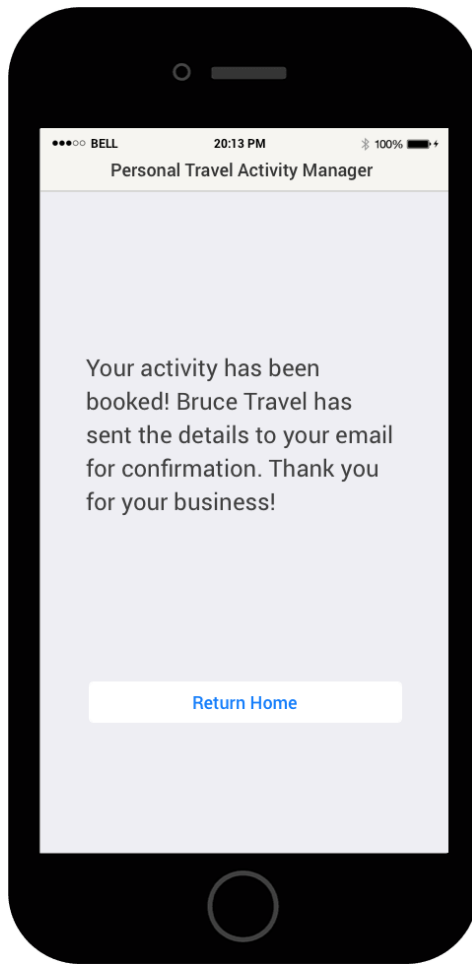 BELL 20:13 PM 100%
Personal Travel Activity Manager
Your activity has been
booked! Bruce Travel has
sent the details to your email
for confirmation. Thank you
for your business!
Return Home